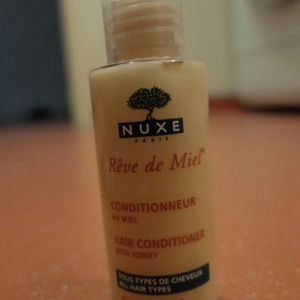 NUXE
PARIS
Rêve de Miel®
CONDITIONNEUR
AU MIEL
HAIR CONDITIONER
WITH HONEY
TOUS TYPES DE CHEVEUX
ALL HAIR TYPES